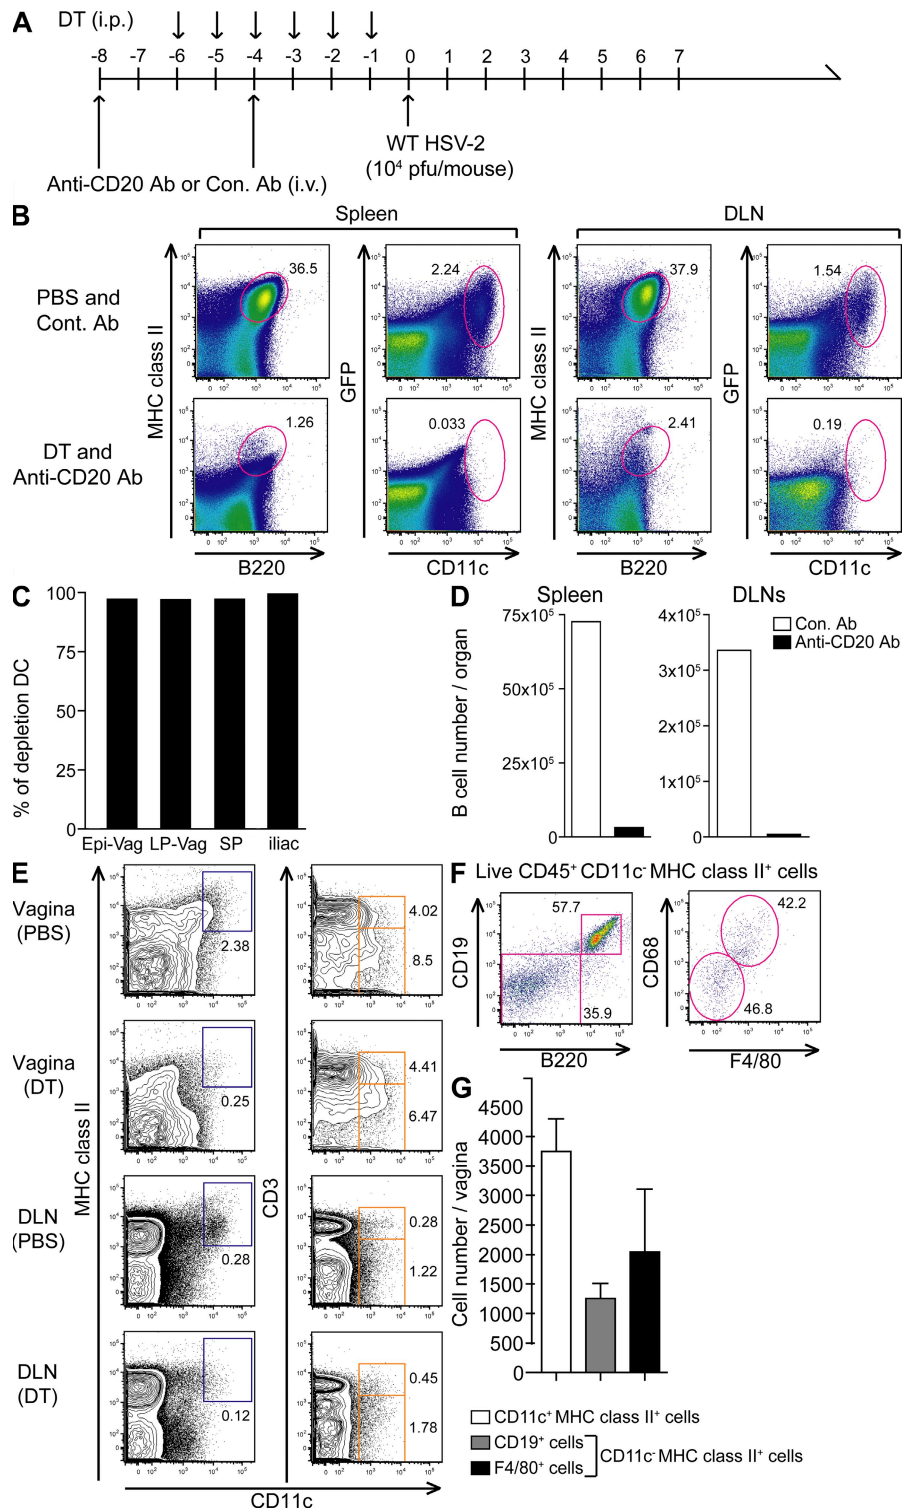 A
DT (i.p.)
-8 -7 -6 -5 -4 -3 -2 -1 0 1 2 3 4 5 6 7
WT HSV-2
(10⁴ pfu/mouse)
Anti-CD20 Ab or Con. Ab (i.v.)
B
Spleen
DLN
PBS and
Cont. Ab
36.5
2.24
37.9
1.54
DT and
Anti-CD20 Ab
1.26
0.033
2.41
0.19
MHC class II
GFP
MHC class II
GFP
B220
CD11c
B220
CD11c
C
% of depletion DC
100
75
50
25
0
Epi-Vag LP-Vag SP iliac
D
Spleen
DLNs
B cell number / organ
75x10⁵
50x10⁵
25x10⁵
0
4x10⁵
3x10⁵
2x10⁵
1x10⁵
0
Con. Ab
Anti-CD20 Ab
E
Vagina
(PBS)
2.38
4.02
8.5
Vagina
(DT)
0.25
4.41
6.47
DLN
(PBS)
0.28
0.28
1.22
DLN
(DT)
0.12
0.45
1.78
MHC class II
CD3
CD11c
F
Live CD45⁺ CD11c⁻ MHC class II⁺ cells
CD19
57.7
35.9
B220
CD68
42.2
46.8
F4/80
G
Cell number / vagina
4500
4000
3500
3000
2500
2000
1500
1000
500
0
CD11c⁺ MHC class II⁺ cells
CD19⁺ cells
F4/80⁺ cells
CD11c⁻ MHC class II⁺ cells